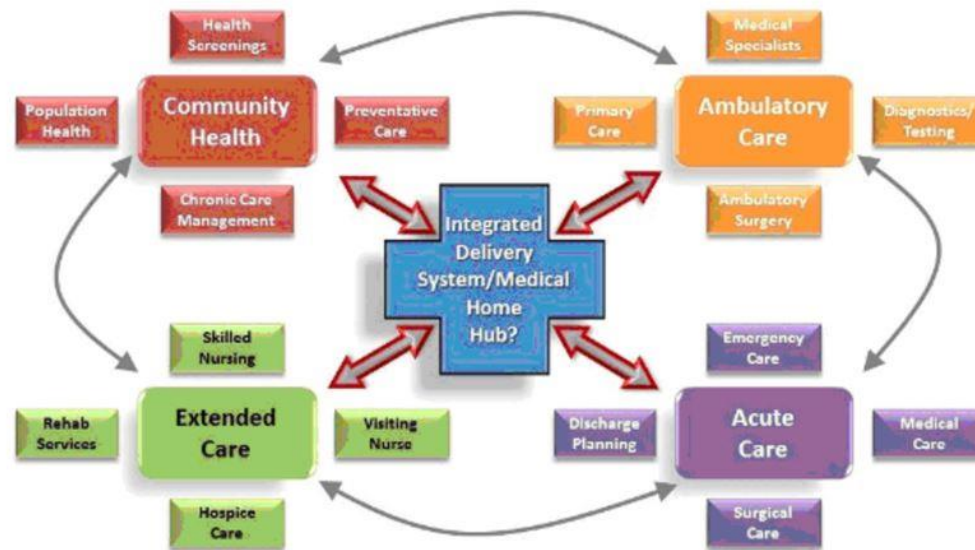 Health
Screenings
Population
Health
Community
Health
Preventative
Care
Chronic Care
Management
Medical
Specialists
Primary
Care
Ambulatory
Care
Diagnostics/
Testing
Ambulatory
Surgery
Integrated
Delivery
System/Medical
Home
Hub?
Skilled
Nursing
Rehab
Services
Extended
Care
Visiting
Nurse
Hospice
Care
Emergency
Care
Discharge
Planning
Acute
Care
Medical
Care
Surgical
Care